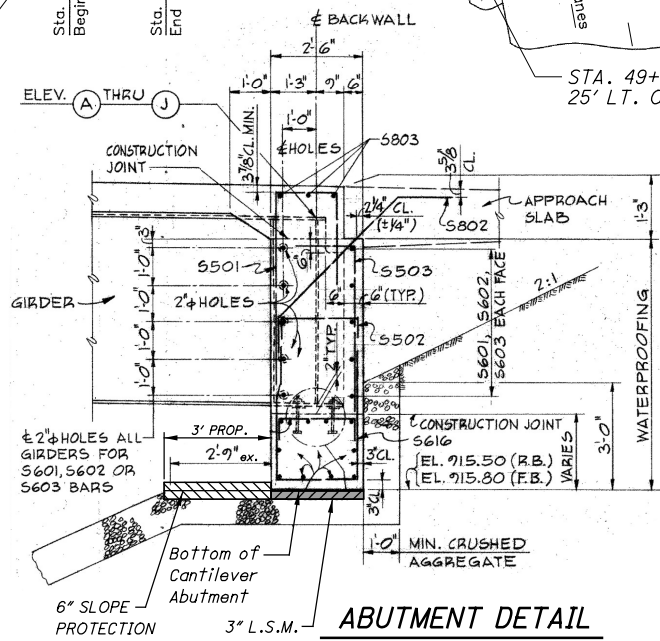 Sta.
Begin
Sta.
End
℄ BACKWALL
2'-6"
1'-0" 1'-3" 9" 6"
STA. 49+
25' LT. O
ELEV. A THRU J
1'-0"
℄ HOLES
3 7/8" CL. MIN.
S803
3 5/8 CL.
CONSTRUCTION
JOINT
2 1/4" CL.
(±1/4")
S802
APPROACH
SLAB
1'-3"
3"
1'-0"
1'-0"
1'-0"
1'-0"
S501
6"
S503
GIRDER
2"ϕ HOLES
6"
6" (TYP.)
S502
2" TYP.
S601, S602,
S603 EACH FACE
2:1
WATERPROOFING
℄ 2"ϕ HOLES ALL
GIRDERS FOR
S601, S602 OR
S603 BARS
3' PROP.
2'-9" ex.
CONSTRUCTION JOINT
S616
3" CL.
EL. 915.50 (R.B.)
EL. 915.80 (F.B.)
VARIES
3'-0"
3" CL.
Bottom of
Cantilever
Abutment
1'-0" MIN. CRUSHED
AGGREGATE
6" SLOPE
PROTECTION
3" L.S.M.
ABUTMENT DETAIL